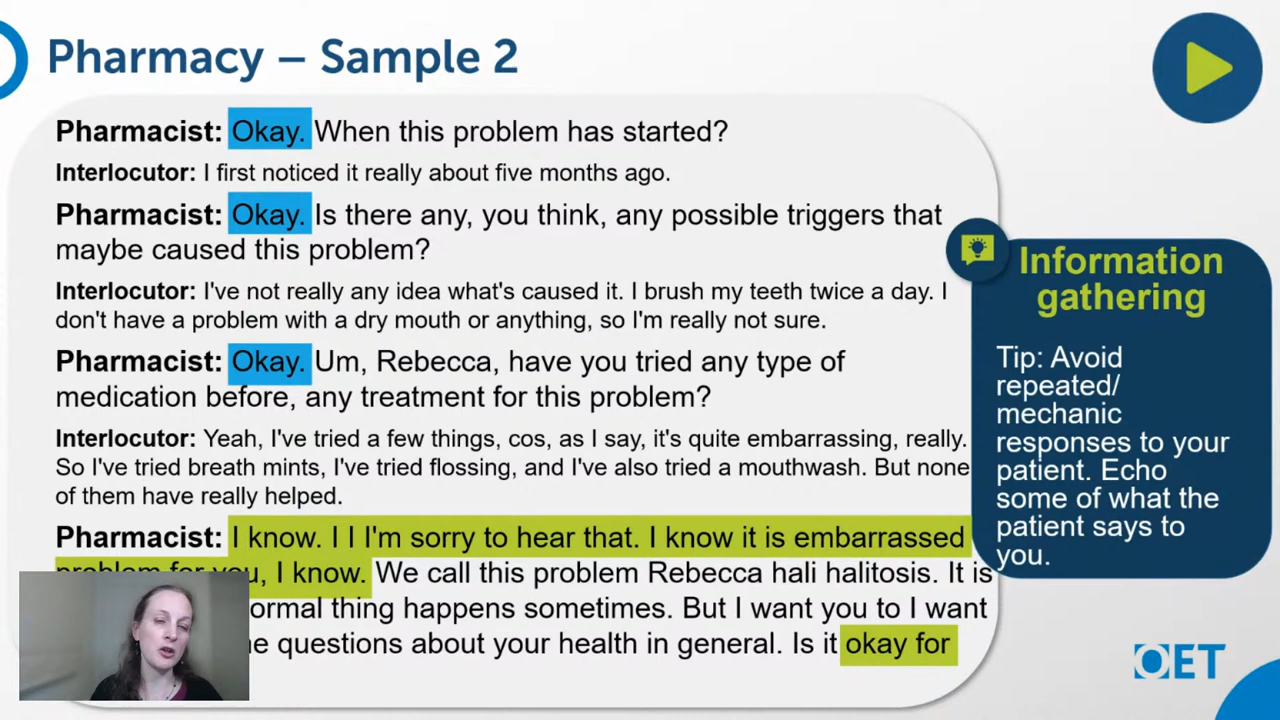 Pharmacy – Sample 2
Pharmacist: Okay. When this problem has started?
Interlocutor: I first noticed it really about five months ago.
Pharmacist: Okay. Is there any, you think, any possible triggers that
maybe caused this problem?
Interlocutor: I've not really any idea what's caused it. I brush my teeth twice a day. I
don't have a problem with a dry mouth or anything, so I'm really not sure.
Pharmacist: Okay. Um, Rebecca, have you tried any type of
medication before, any treatment for this problem?
Interlocutor: Yeah, I've tried a few things, cos, as I say, it's quite embarrassing, really.
So I've tried breath mints, I've tried flossing, and I've also tried a mouthwash. But none
of them have really helped.
Pharmacist: I know. I I I'm sorry to hear that. I know it is embarrassed
problem for you, I know. We call this problem Rebecca hali halitosis. It is
normal thing happens sometimes. But I want you to I want
questions about your health in general. Is it okay for
Information
gathering
Tip: Avoid
repeated/
mechanic
responses to your
patient. Echo
some of what the
patient says to
you.
OET